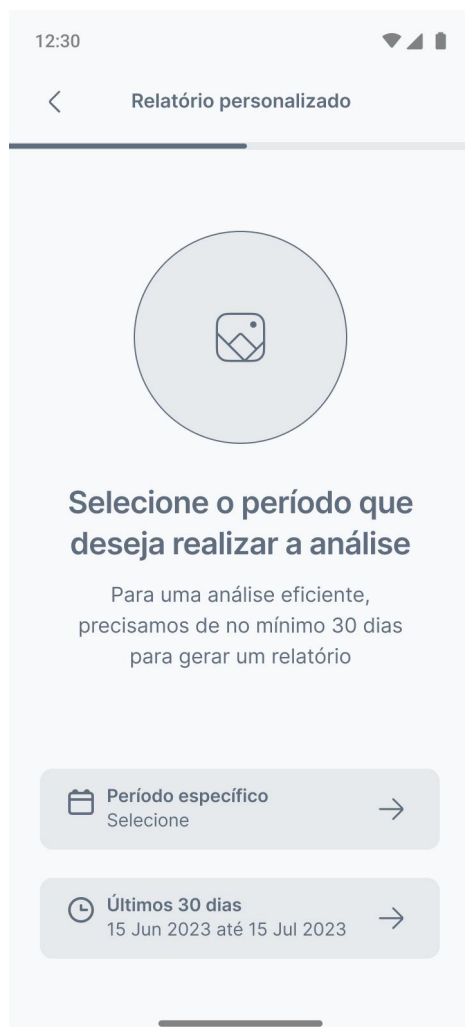 12:30
Relatório personalizado
Selecione o período que
deseja realizar a análise
Para uma análise eficiente,
precisamos de no mínimo 30 dias
para gerar um relatório
Período específico
Selecione
Últimos 30 dias
15 Jun 2023 até 15 Jul 2023